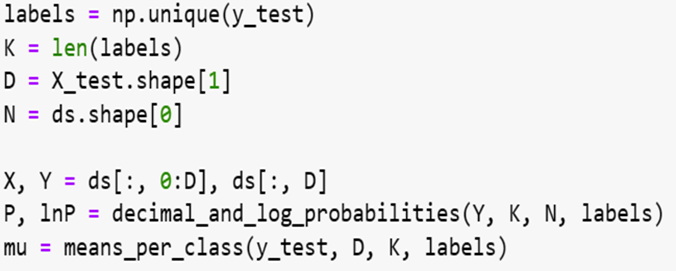 labels = np.unique(y_test)
K = len(labels)
D = X_test.shape[1]
N = ds.shape[0]
X, Y = ds[:, 0:D], ds[:, D]
P, lnP = decimal_and_log_probabilities(Y, K, N, labels)
mu = means_per_class(y_test, D, K, labels)